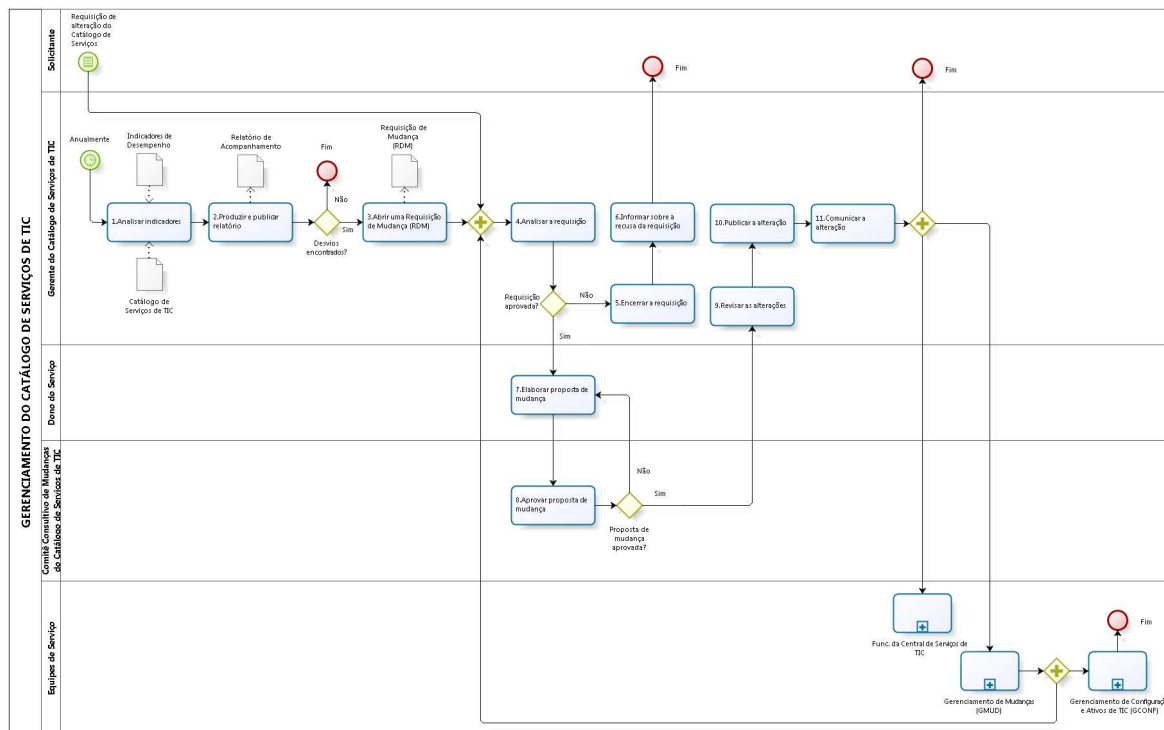 GERENCIAMENTO DO CATÁLOGO DE SERVIÇOS DE TIC
Solicitante
Requisição de
alteração do
Catálogo de
Serviços
Fim
Fim
Gerente do Catálogo de Serviços de TIC
Anualmente
Indicadores de
Desempenho
Relatório de
Acompanhamento
Fim
Requisição de
Mudança
(RDM)
1.Analisar indicadores
2.Produzir e publicar
relatório
Não
Sim
Desvios
encontrados?
3.Abrir uma Requisição
de Mudança (RDM)
4.Analisar a requisição
6.Informar sobre a
recusa da requisição
10.Publicar a alteração
11.Comunicar a
alteração
Catálogo de
Serviços de TIC
Requisição
aprovada?
Não
Sim
5.Encerrar a requisição
9.Revisar as alterações
Dono do Serviço
7.Elaborar proposta de
mudança
Comitê Consultivo de Mudanças
do Catálogo de Serviços de TIC
8.Aprovar proposta de
mudança
Não
Sim
Proposta de
mudança
aprovada?
Equipes de Serviço
Func. da Central de Serviços de
TIC
Gerenciamento de Mudanças
(GMUD)
Fim
Gerenciamento de Configuraçã
e Ativos de TIC (GCONF)